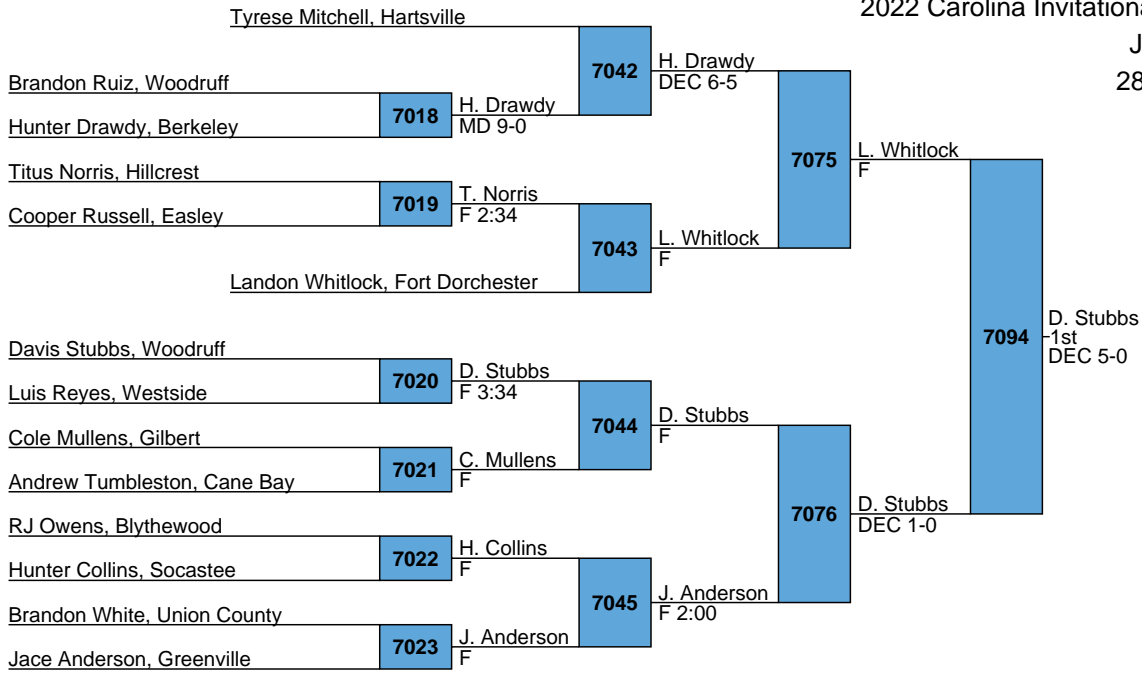 2022 Carolina Invitationa
J
28
Tyrese Mitchell, Hartsville
7042
H. Drawdy
DEC 6-5
Brandon Ruiz, Woodruff
7018
H. Drawdy
MD 9-0
Hunter Drawdy, Berkeley
7075
L. Whitlock
F
Titus Norris, Hillcrest
7019
T. Norris
F 2:34
Cooper Russell, Easley
7043
L. Whitlock
F
Landon Whitlock, Fort Dorchester
7094
D. Stubbs
1st
DEC 5-0
Davis Stubbs, Woodruff
7020
D. Stubbs
F 3:34
Luis Reyes, Westside
7044
D. Stubbs
F
Cole Mullens, Gilbert
7021
C. Mullens
F
Andrew Tumbleston, Cane Bay
7076
D. Stubbs
DEC 1-0
RJ Owens, Blythewood
7022
H. Collins
F
Hunter Collins, Socastee
7045
J. Anderson
F 2:00
Brandon White, Union County
7023
J. Anderson
F
Jace Anderson, Greenville